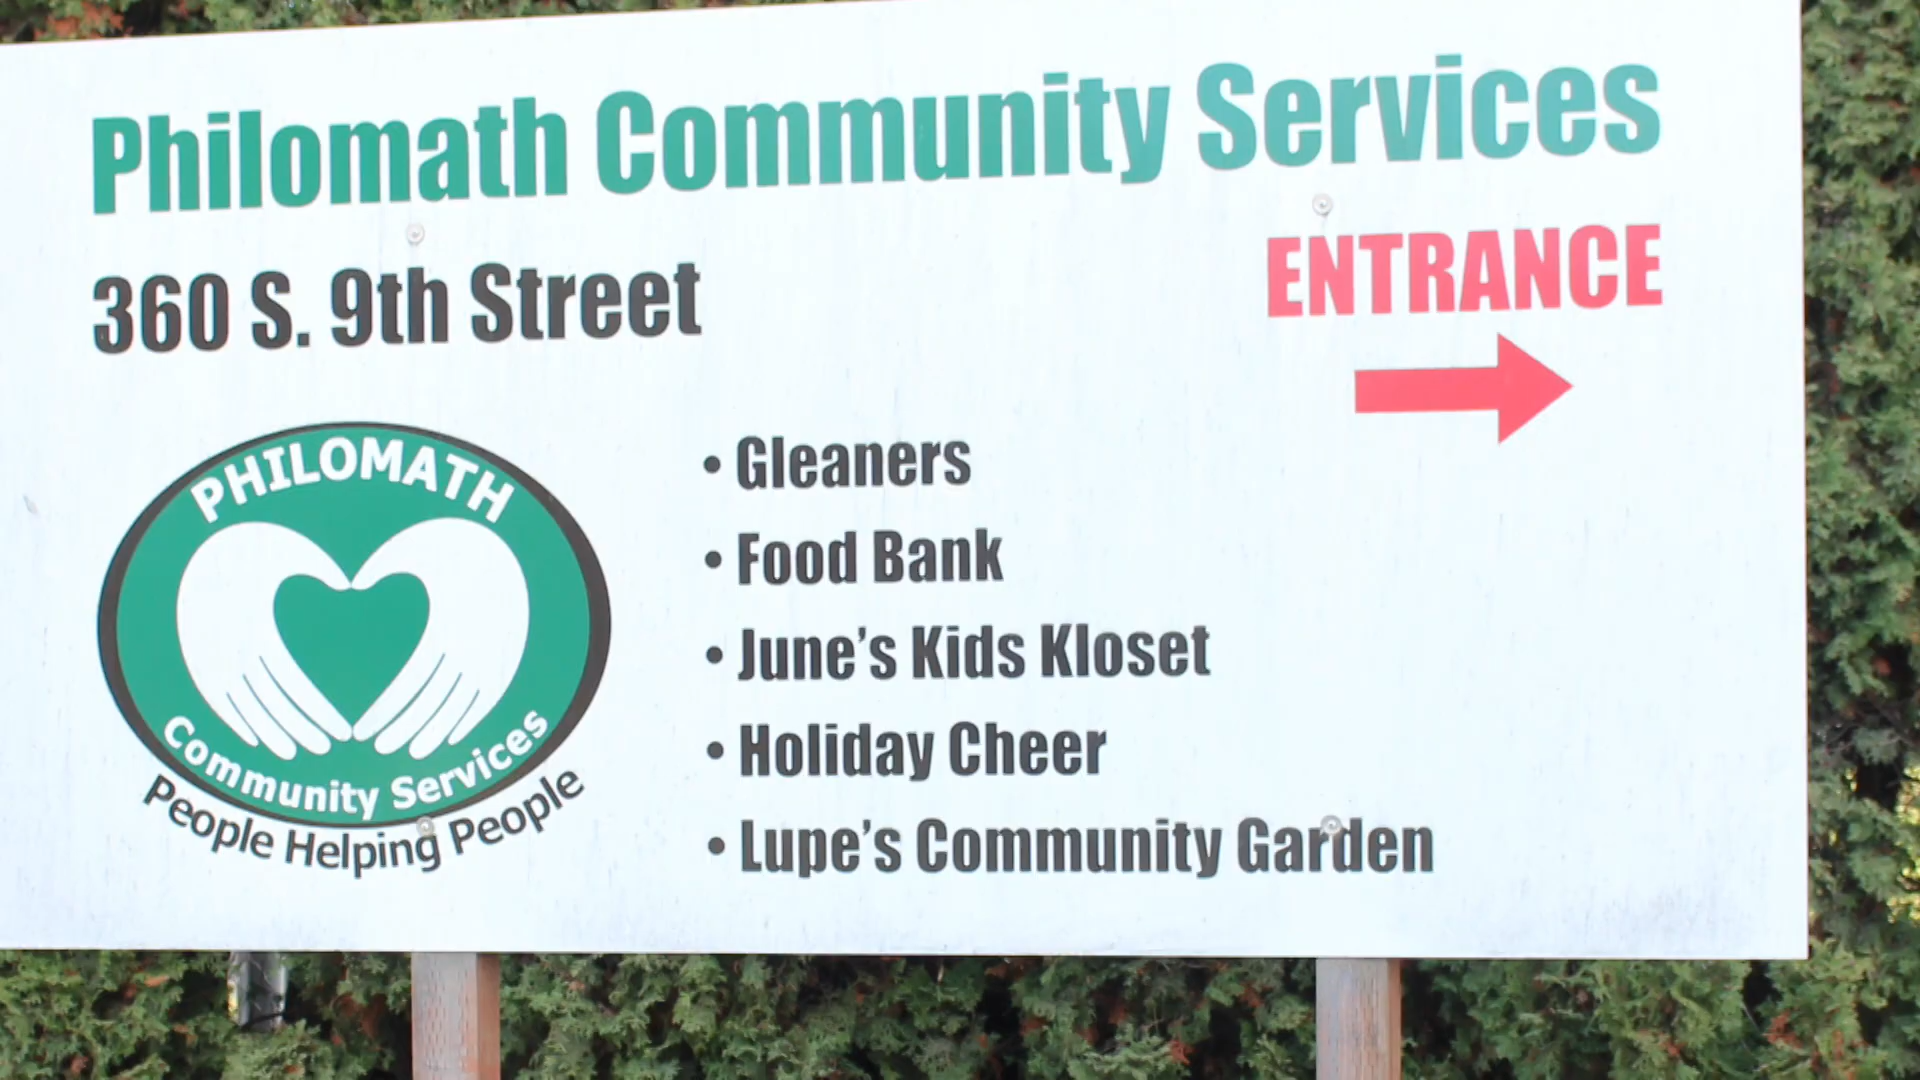 Philomath Community Services
360 S. 9th Street
ENTRANCE
PHILOMATH
Community Services
People Helping People
• Gleaners
• Food Bank
• June's Kids Kloset
• Holiday Cheer
• Lupe's Community Garden